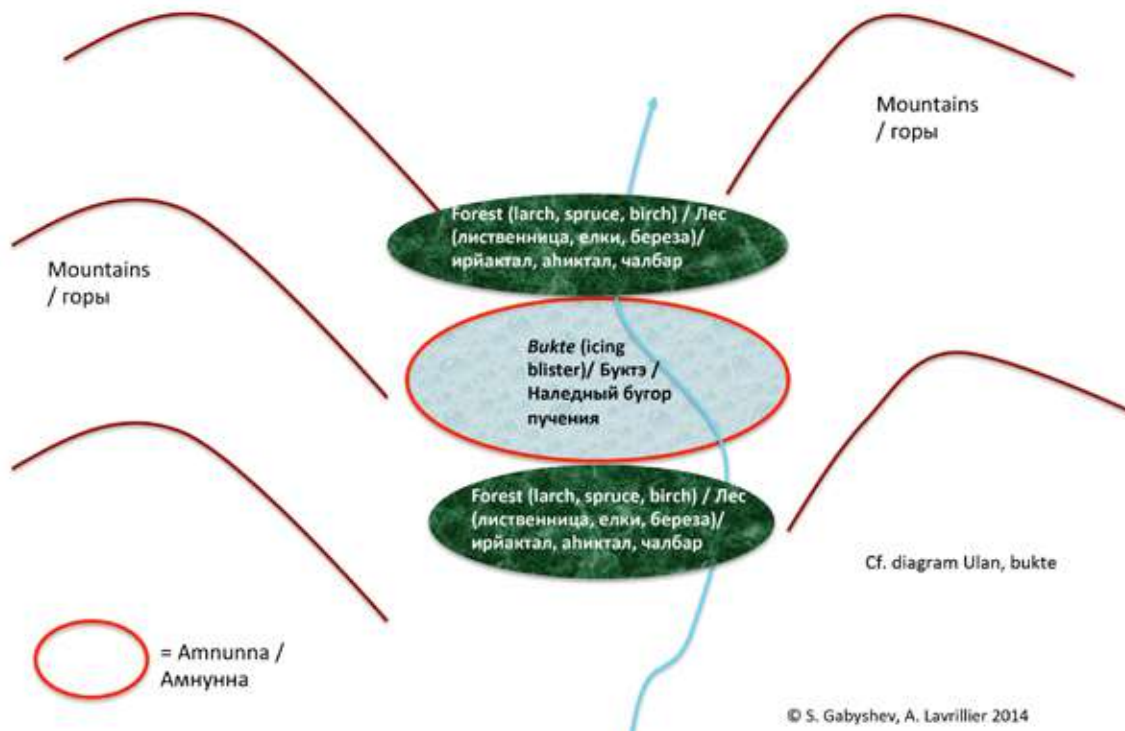 Mountains
/ горы
Forest (larch, spruce, birch) / Лес
(лиственница, елки, береза)/
ирйактал, аһиктал, чалбар
Mountains
/ горы
Bukte (icing
blister)/ Буктэ /
Наледный бугор
пучения
Forest (larch, spruce, birch) / Лес
(лиственница, елки, береза)/
ирйактал, аһиктал, чалбар
Cf. diagram Ulan, bukte
= Amnunna /
Амнунна
© S. Gabyshev, A. Lavrillier 2014